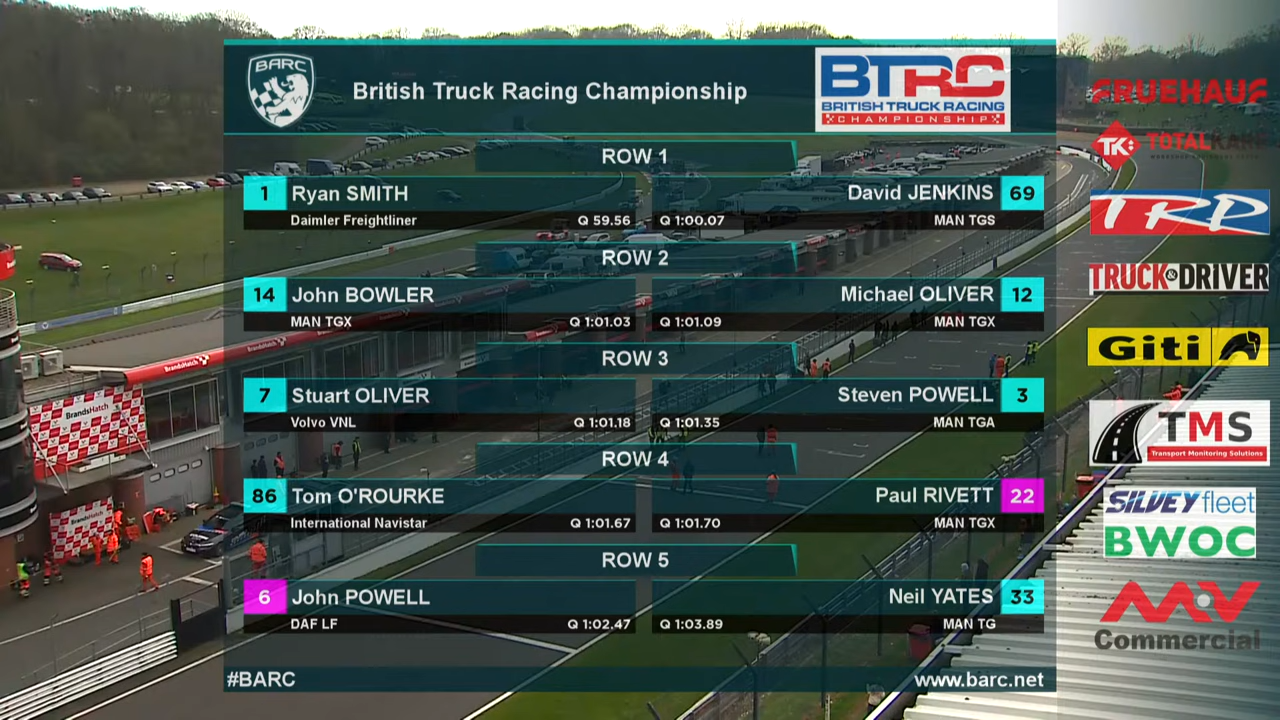 BARC
British Truck Racing Championship
BTRC
BRITISH TRUCK RACING
CHAMPIONSHIP
ROW 1
1 Ryan SMITH
Daimler Freightliner Q 59.56
David JENKINS 69
Q 1:00.07 MAN TGS
ROW 2
14 John BOWLER
MAN TGX Q 1:01.03
Michael OLIVER 12
Q 1:01.09 MAN TGX
ROW 3
7 Stuart OLIVER
Volvo VNL Q 1:01.18
Steven POWELL 3
Q 1:01.35 MAN TGA
ROW 4
86 Tom O'ROURKE
International Navistar Q 1:01.67
Paul RIVETT 22
Q 1:01.70 MAN TGX
ROW 5
6 John POWELL
DAF LF Q 1:02.47
Neil YATES 33
Q 1:03.89 MAN TG
#BARC
www.barc.net
FRUEHAUF
TK: TOTALKARE
TRP
TRUCK & DRIVER
Giti
TMS
Transport Monitoring Solutions
SILVEY fleet
BWOC
MV
Commercial
BrandsHatch
BrandsHatch
BrandsHatch
BrandsHatch
BrandsHatch